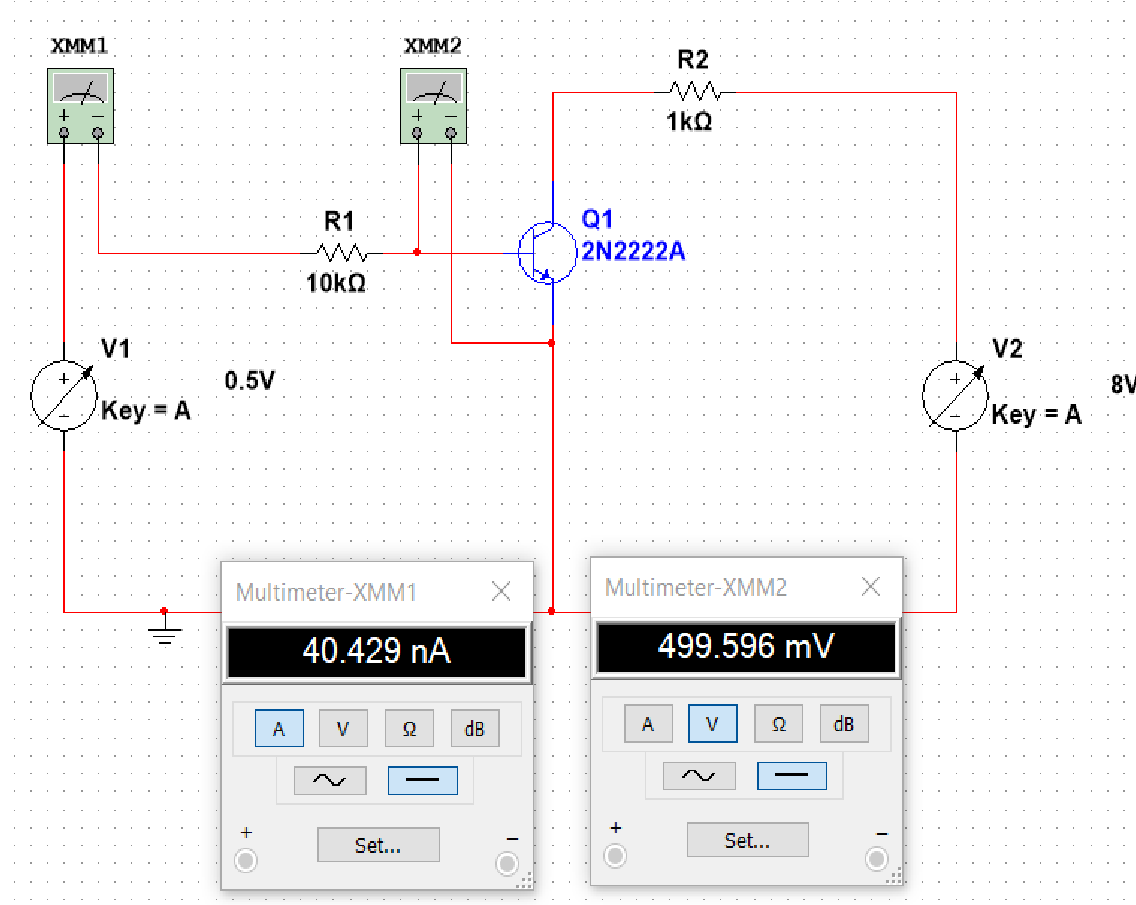 XMM1
XMM2
R2
1kΩ
R1
10kΩ
Q1
2N2222A
V1
0.5V
Key = A
V2
8V
Key = A
Multimeter-XMM1
40.429 nA
A V Ω dB
+ −
Set...
Multimeter-XMM2
499.596 mV
A V Ω dB
+ −
Set...